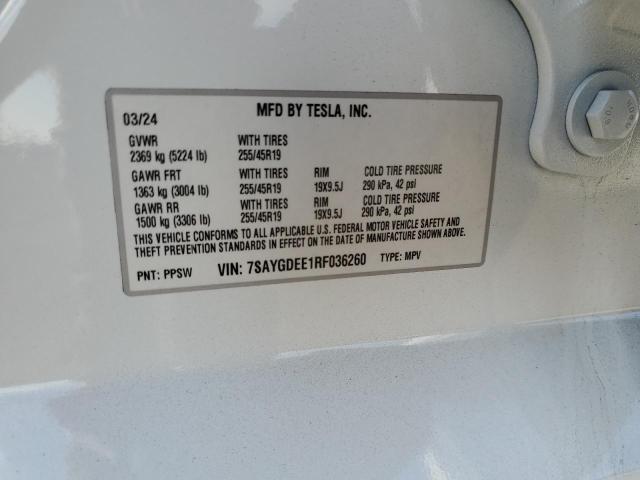 MFD BY TESLA, INC.
03/24
GVWR WITH TIRES
2369 kg (5224 lb) 255/45R19
GAWR FRT WITH TIRES RIM COLD TIRE PRESSURE
1363 kg (3004 lb) 255/45R19 19X9.5J 290 kPa, 42 psi
GAWR RR WITH TIRES RIM COLD TIRE PRESSURE
1500 kg (3306 lb) 255/45R19 19X9.5J 290 kPa, 42 psi
THIS VEHICLE CONFORMS TO ALL APPLICABLE U.S. FEDERAL MOTOR VEHICLE SAFETY AND
THEFT PREVENTION STANDARDS IN EFFECT ON THE DATE OF MANUFACTURE SHOWN ABOVE.
PNT: PPSW VIN: 7SAYGDEE1RF036260 TYPE: MPV